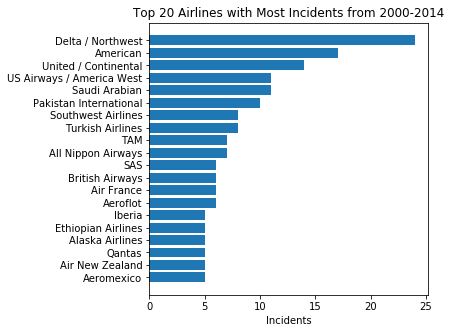 Top 20 Airlines with Most Incidents from 2000-2014
Delta / Northwest
American
United / Continental
US Airways / America West
Saudi Arabian
Pakistan International
Southwest Airlines
Turkish Airlines
TAM
All Nippon Airways
SAS
British Airways
Air France
Aeroflot
Iberia
Ethiopian Airlines
Alaska Airlines
Qantas
Air New Zealand
Aeromexico
0 5 10 15 20 25
Incidents